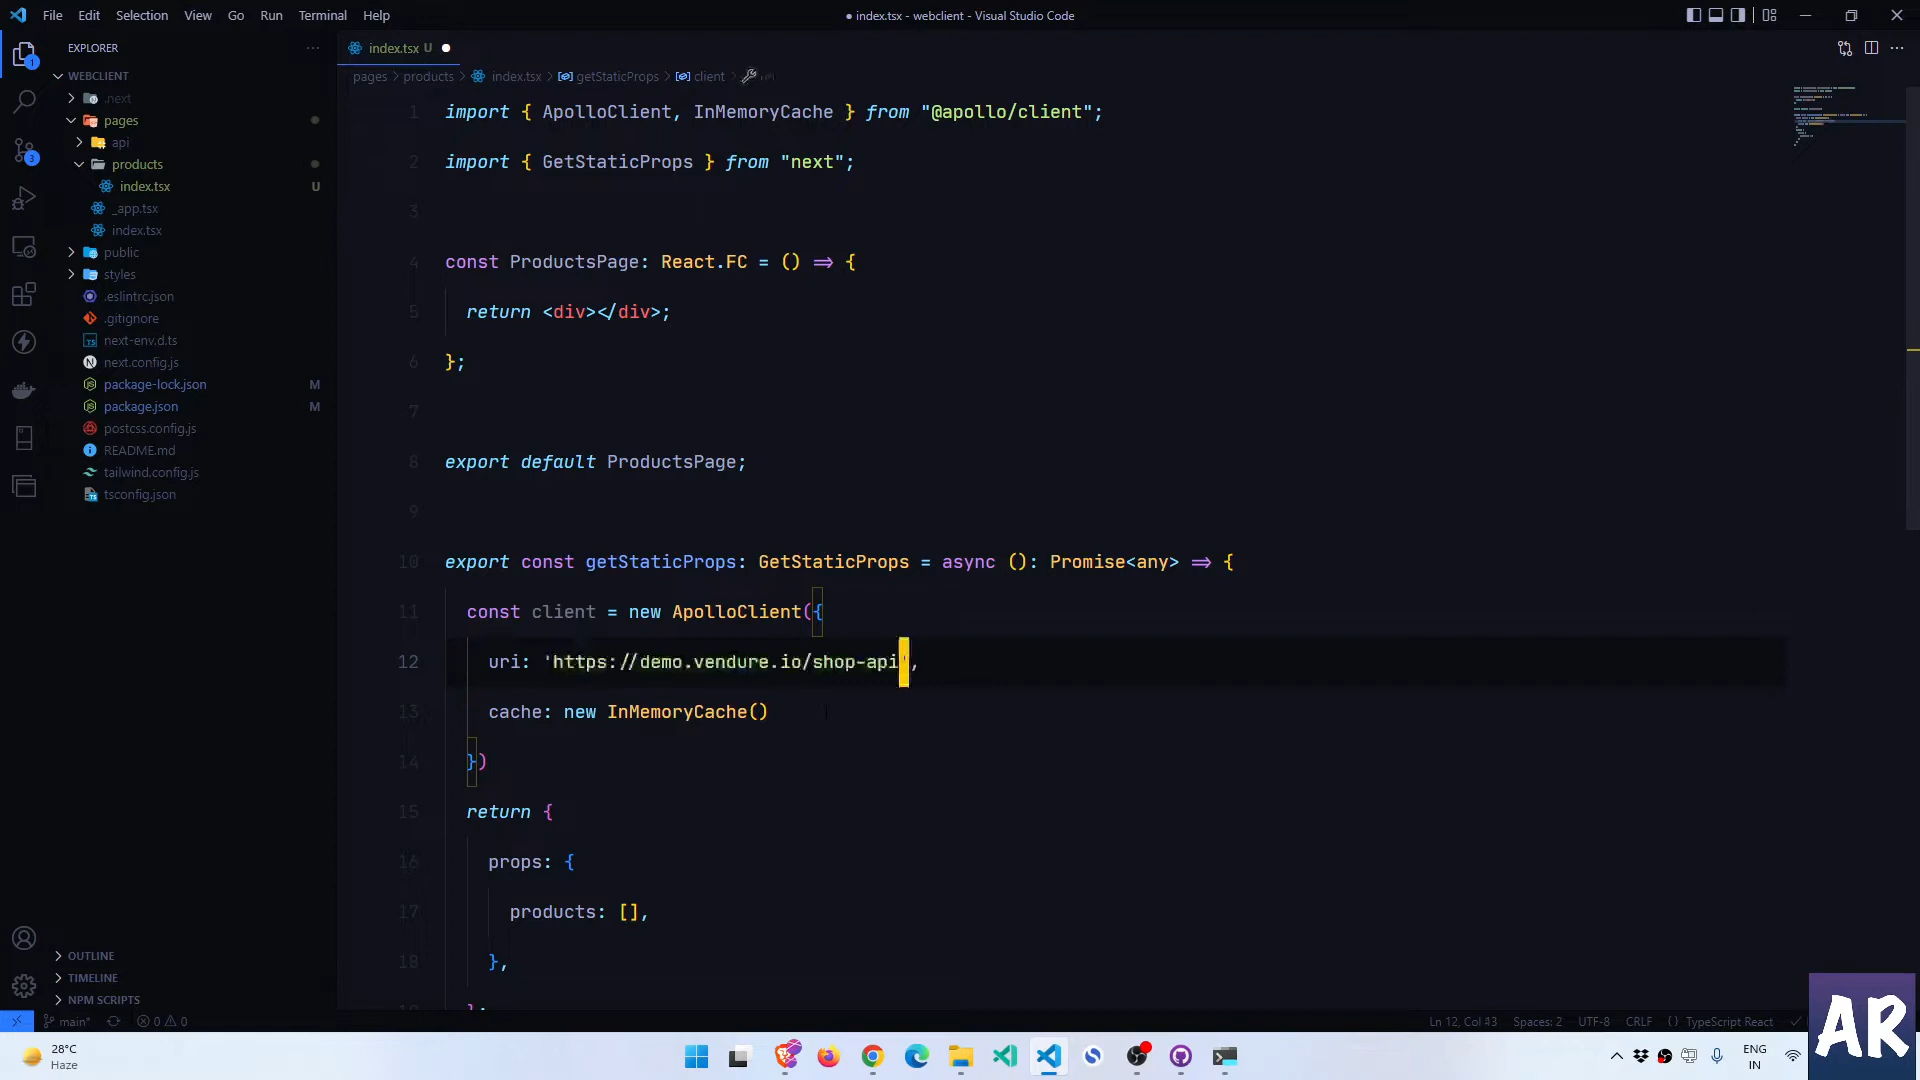 File Edit Selection View Go Run Terminal Help
● index.tsx - webclient - Visual Studio Code
EXPLORER
WEBCLIENT
.next
pages
api
products
index.tsx U
_app.tsx
index.tsx
public
styles
.eslintrc.json
.gitignore
next-env.d.ts
next.config.js
package-lock.json M
package.json M
postcss.config.js
README.md
tailwind.config.js
tsconfig.json
OUTLINE
TIMELINE
NPM SCRIPTS
index.tsx U
pages > products > index.tsx > getStaticProps > client >
1 import { ApolloClient, InMemoryCache } from "@apollo/client";
2 import { GetStaticProps } from "next";
3
4 const ProductsPage: React.FC = () => {
5 return <div></div>;
6 };
7
8 export default ProductsPage;
9
10 export const getStaticProps: GetStaticProps = async (): Promise<any> => {
11 const client = new ApolloClient({
12 uri: 'https://demo.vendure.io/shop-api',
13 cache: new InMemoryCache()
14 })
15 return {
16 props: {
17 products: [],
18 },
main* 0 0
Ln 12, Col 43 Spaces: 2 UTF-8 CRLF { } TypeScript React
28°C
Haze
ENG
IN
AR